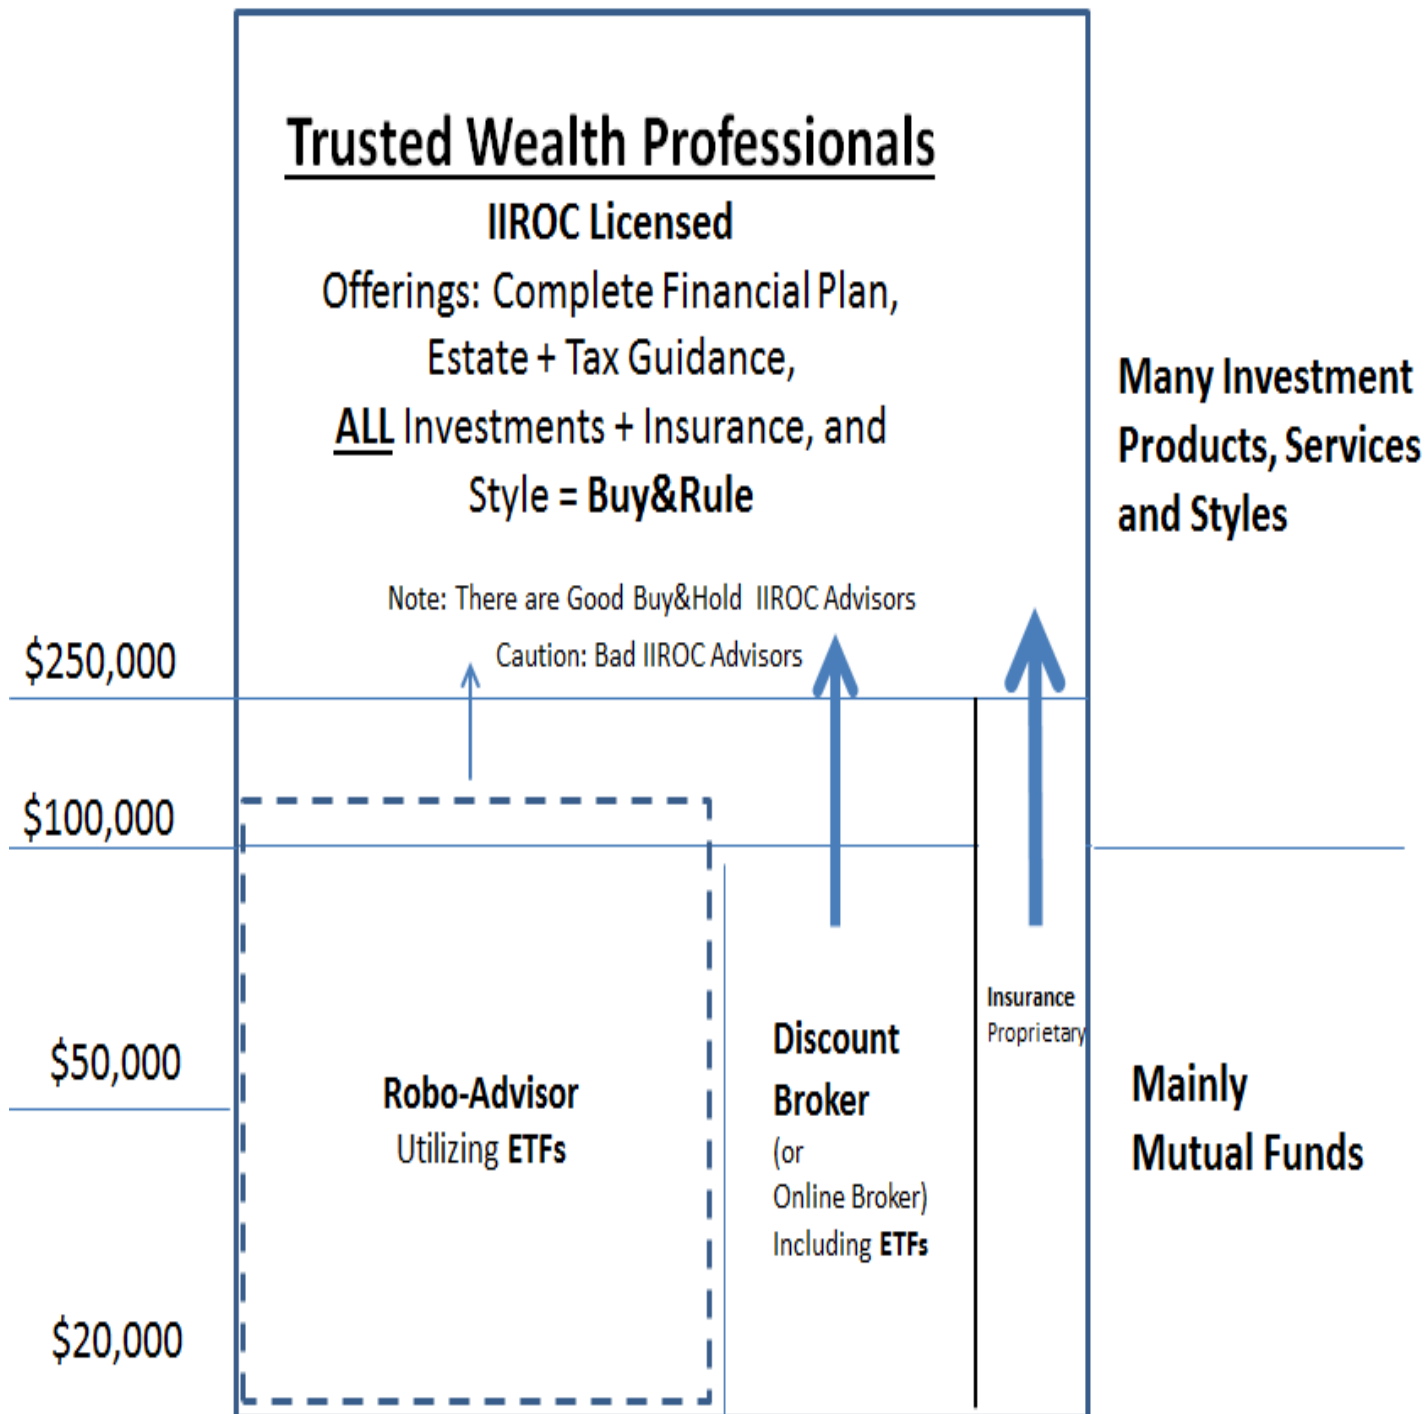 Trusted Wealth Professionals
IIROC Licensed
Offerings: Complete Financial Plan,
Estate + Tax Guidance,
ALL Investments + Insurance, and
Style = Buy&Rule
Note: There are Good Buy&Hold IIROC Advisors
Caution: Bad IIROC Advisors
Many Investment
Products, Services
and Styles
$250,000
$100,000
$50,000
$20,000
Robo-Advisor
Utilizing ETFs
Discount
Broker
(or
Online Broker)
Including ETFs
Insurance
Proprietary
Mainly
Mutual Funds